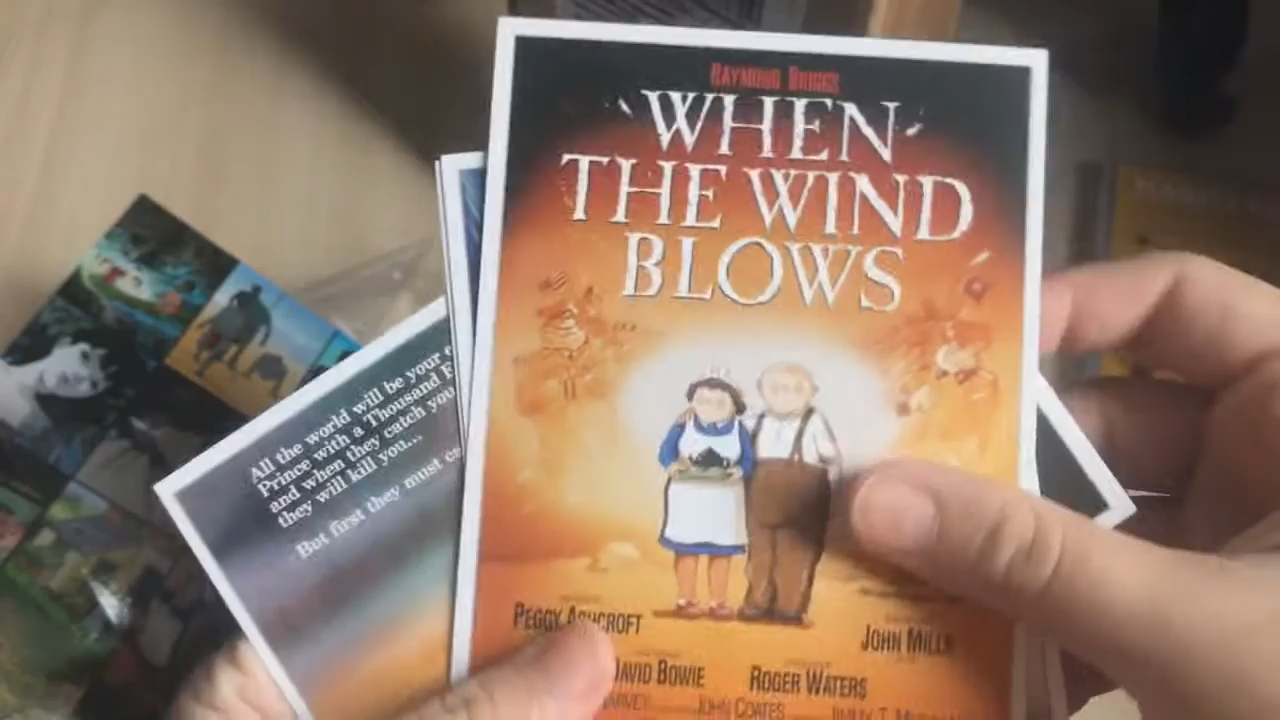 RAYMOND BRIGGS
WHEN
THE WIND
BLOWS
PEGGY ASHCROFT
JOHN MILLS
DAVID BOWIE
ROGER WATERS
JOHN COATES
All the world will be your
Prince with a Thousand
and when they catch you
they will kill you...
But first they must